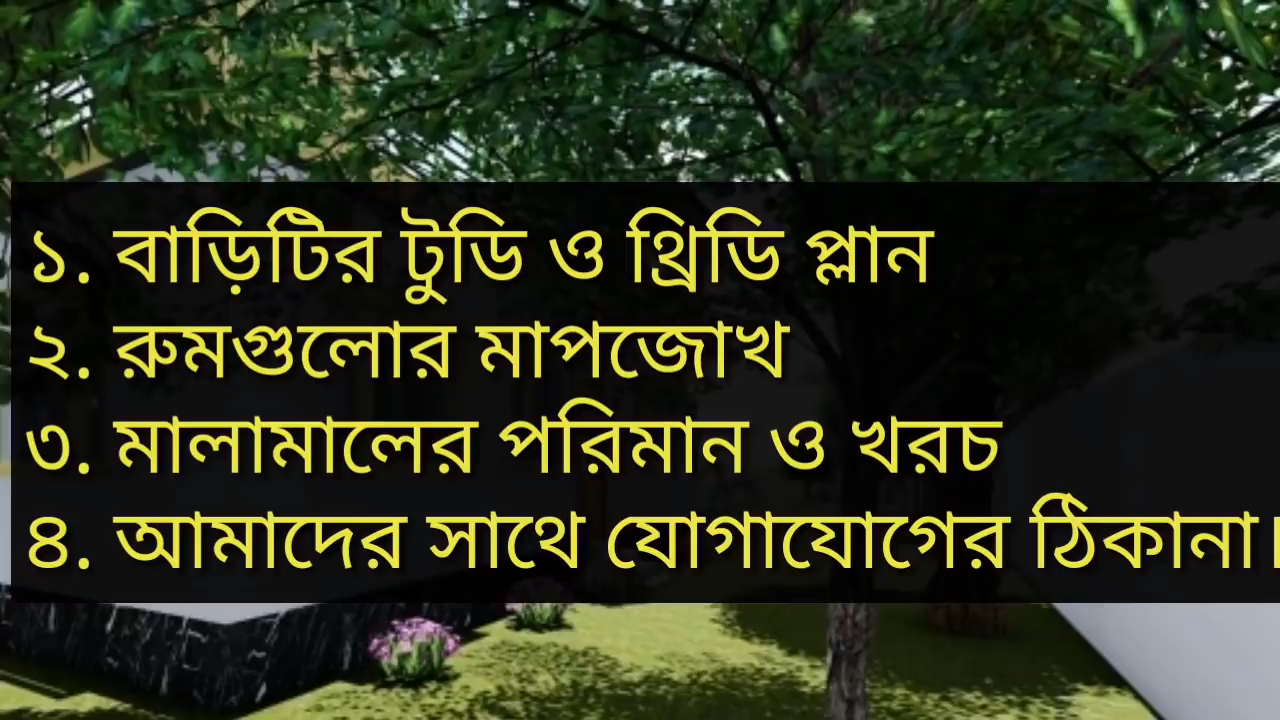 ১. বাড়িটির টুডি ও থ্রিডি প্লান
২. রুমগুলোর মাপজোখ
৩. মালামালের পরিমান ও খরচ
৪. আমাদের সাথে যোগাযোগের ঠিকানা।